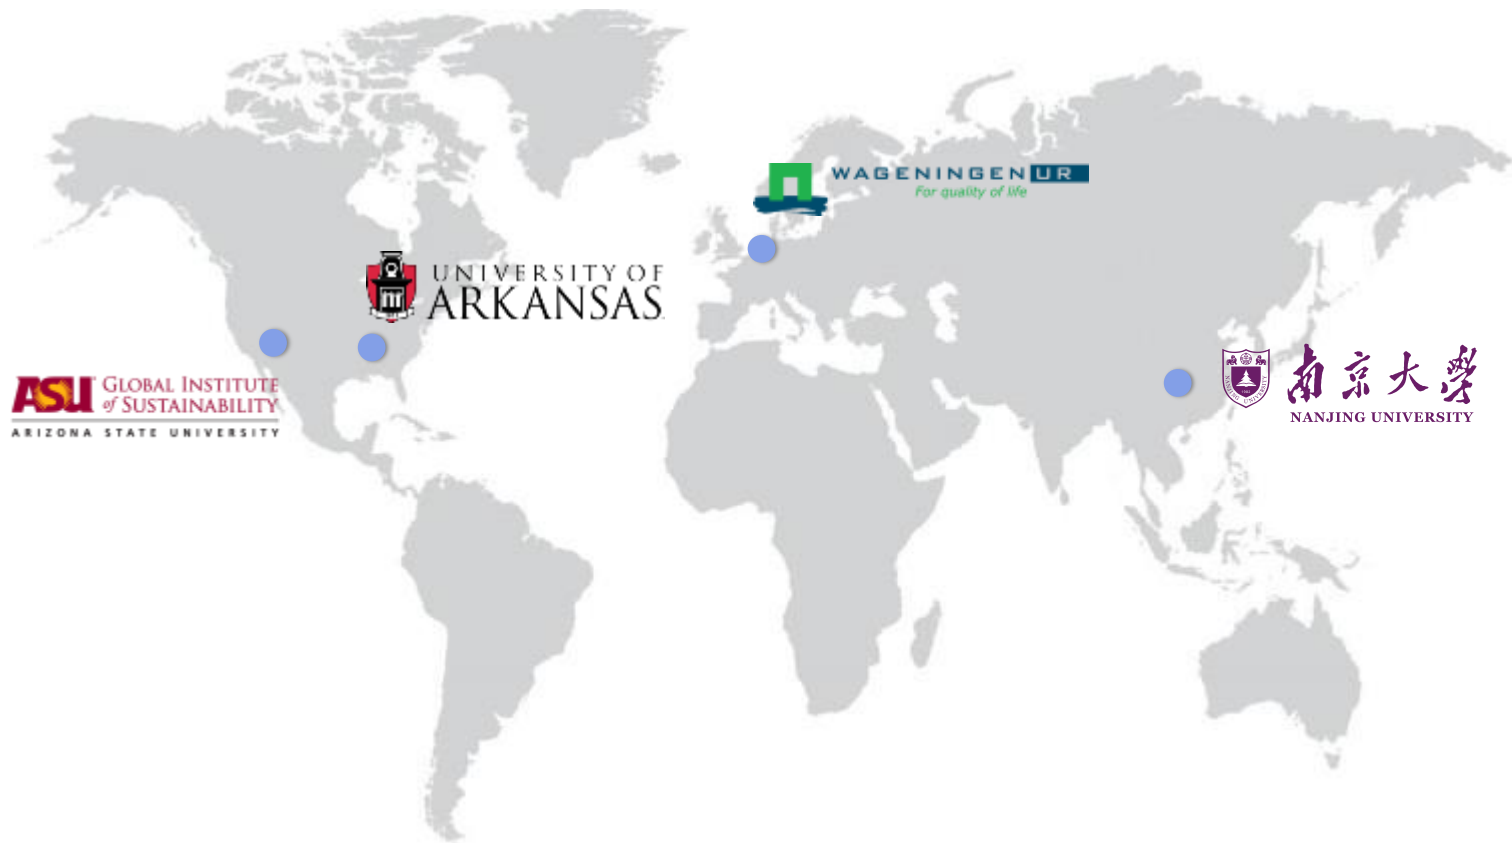 WAGENINGEN UR
For quality of life
UNIVERSITY OF
ARKANSAS
ASU GLOBAL INSTITUTE
of SUSTAINABILITY
ARIZONA STATE UNIVERSITY
南京大學
NANJING UNIVERSITY